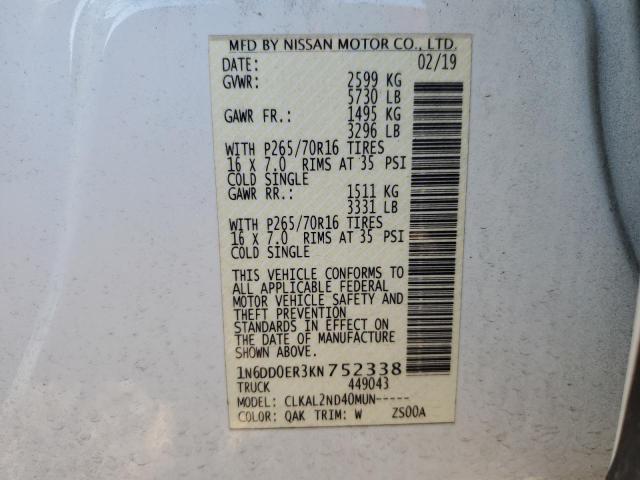 MFD BY NISSAN MOTOR CO., LTD.
DATE: 02/19
GVWR: 2599 KG
5730 LB
GAWR FR.: 1495 KG
3296 LB
WITH P265/70R16 TIRES
16 X 7.0 RIMS AT 35 PSI
COLD SINGLE
GAWR RR.: 1511 KG
3331 LB
WITH P265/70R16 TIRES
16 X 7.0 RIMS AT 35 PSI
COLD SINGLE
THIS VEHICLE CONFORMS TO
ALL APPLICABLE FEDERAL
MOTOR VEHICLE SAFETY AND
THEFT PREVENTION
STANDARDS IN EFFECT ON
THE DATE OF MANUFACTURE
SHOWN ABOVE.
1N6DD0ER3KN752338
TRUCK 449043
MODEL: CLKAL2ND40MUN-----
COLOR: QAK TRIM: W ZS00A